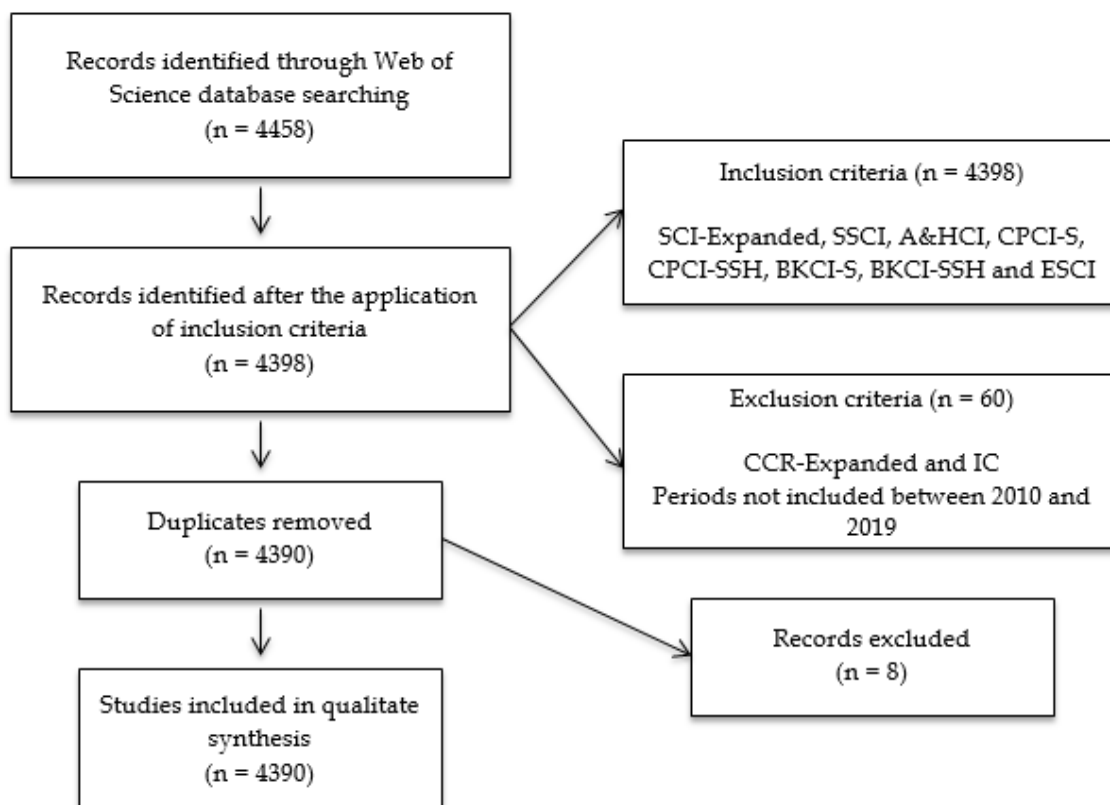 Records identified through Web of
Science database searching
(n = 4458)
Inclusion criteria (n = 4398)
SCI-Expanded, SSCI, A&HCI, CPCI-S,
CPCI-SSH, BKCI-S, BKCI-SSH and ESCI
Records identified after the application
of inclusion criteria
(n = 4398)
Exclusion criteria (n = 60)
CCR-Expanded and IC
Periods not included between 2010 and
2019
Duplicates removed
(n = 4390)
Records excluded
(n = 8)
Studies included in qualitate
synthesis
(n = 4390)